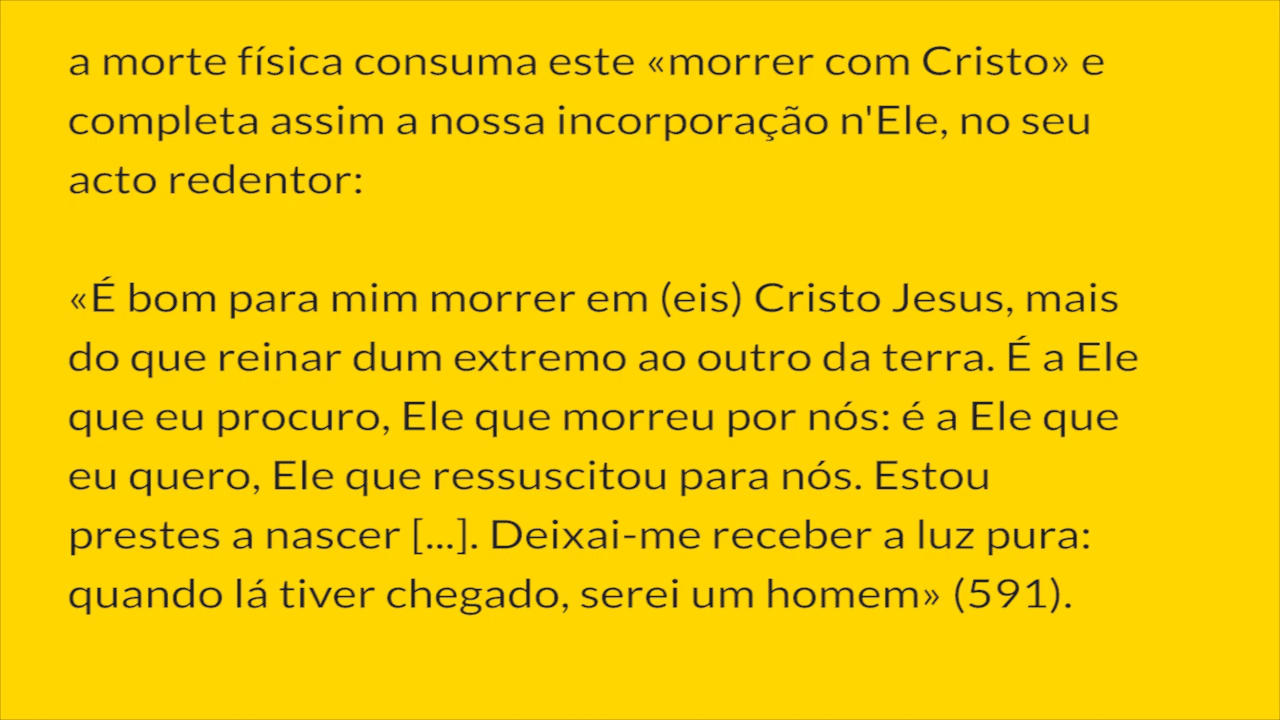 a morte física consuma este «morrer com Cristo» e
completa assim a nossa incorporação n'Ele, no seu
acto redentor:
«É bom para mim morrer em (eis) Cristo Jesus, mais
do que reinar dum extremo ao outro da terra. É a Ele
que eu procuro, Ele que morreu por nós: é a Ele que
eu quero, Ele que ressuscitou para nós. Estou
prestes a nascer [...]. Deixai-me receber a luz pura:
quando lá tiver chegado, serei um homem» (591).